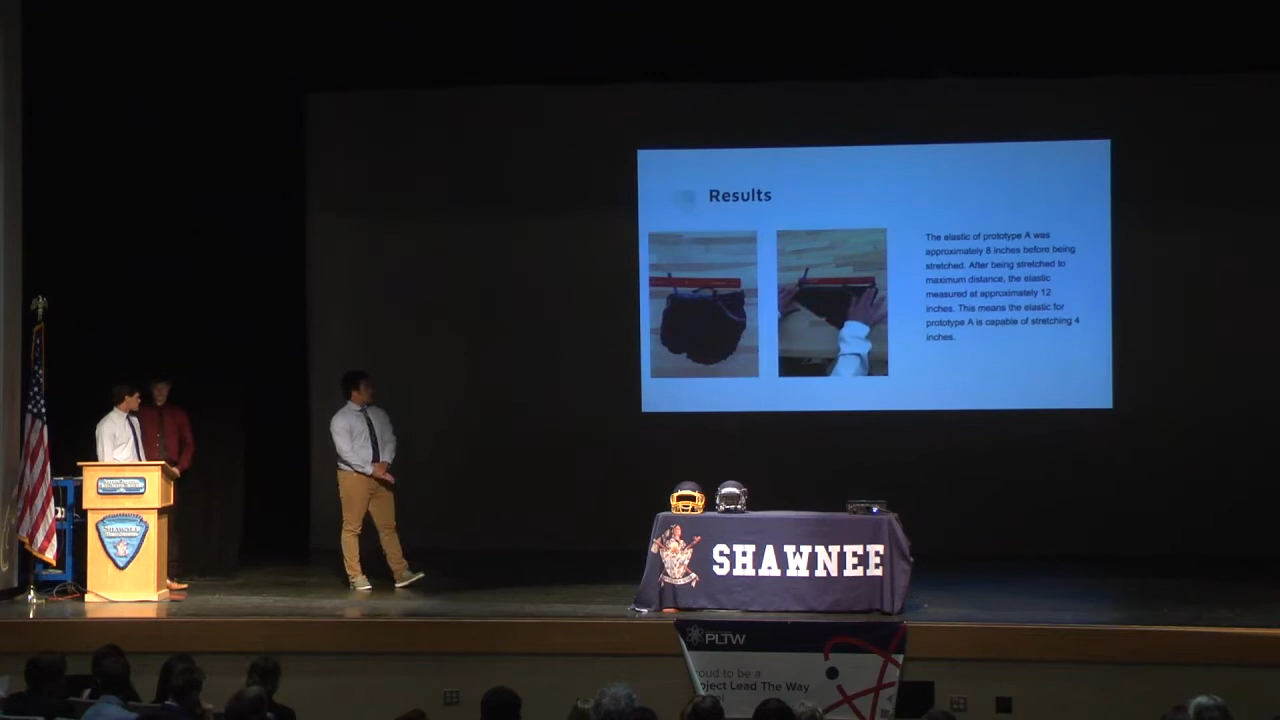 Results
The elastic of prototype A was
approximately 8 inches before being
stretched. After being stretched to
maximum distance, the elastic
measured at approximately 12
inches. This means the elastic for
prototype A is capable of stretching 4
inches.
SHAWNEE
SHAWNEE
PLTW
oud to be a
oject Lead The Way